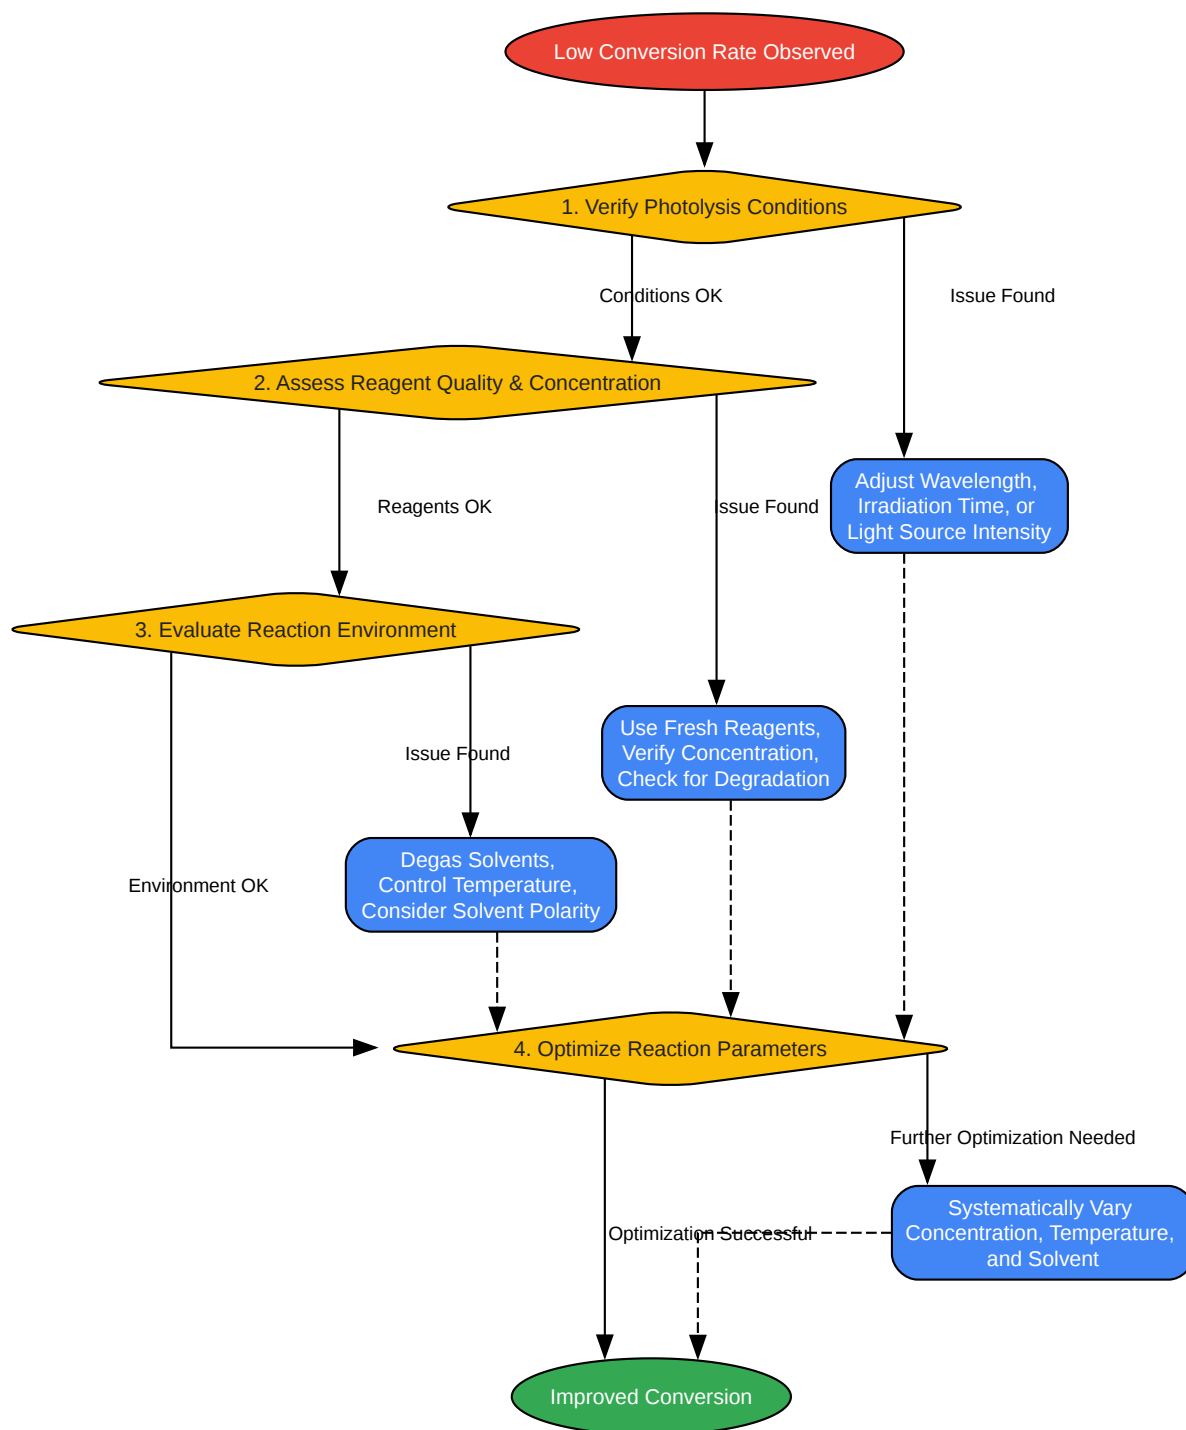 Low Conversion Rate Observed
1. Verify Photolysis Conditions
Conditions OK
Issue Found
2. Assess Reagent Quality & Concentration
Adjust Wavelength,
Irradiation Time, or
Light Source Intensity
Reagents OK
Issue Found
3. Evaluate Reaction Environment
Use Fresh Reagents,
Verify Concentration,
Check for Degradation
Issue Found
Degas Solvents,
Control Temperature,
Consider Solvent Polarity
Environment OK
4. Optimize Reaction Parameters
Further Optimization Needed
Systematically Vary
Concentration, Temperature,
and Solvent
Optimization Successful
Improved Conversion